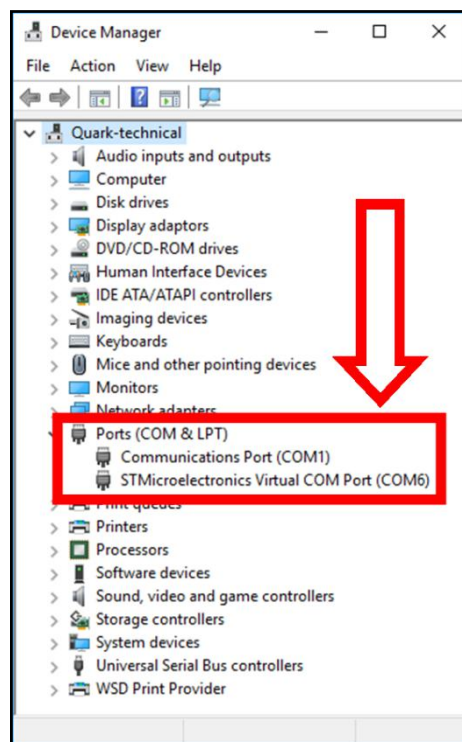 Device Manager
File Action View Help
Quark-technical
Audio inputs and outputs
Computer
Disk drives
Display adaptors
DVD/CD-ROM drives
Human Interface Devices
IDE ATA/ATAPI controllers
Imaging devices
Keyboards
Mice and other pointing devices
Monitors
Network adapters
Ports (COM & LPT)
Communications Port (COM1)
STMicroelectronics Virtual COM Port (COM6)
Print queues
Printers
Processors
Software devices
Sound, video and game controllers
Storage controllers
System devices
Universal Serial Bus controllers
WSD Print Provider